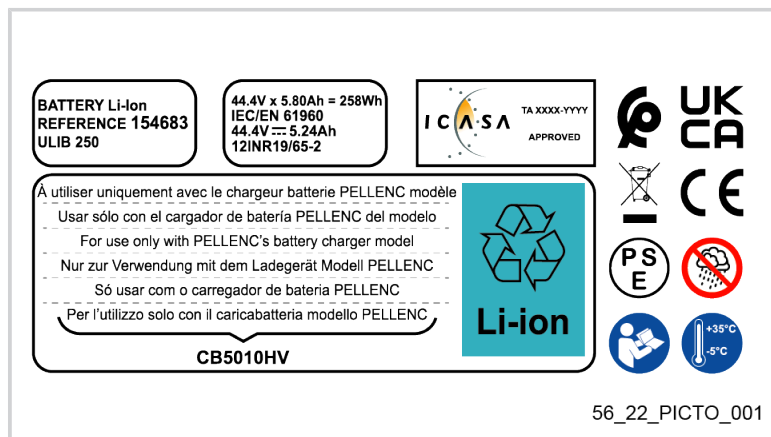 BATTERY Li-Ion
REFERENCE 154683
ULIB 250
44.4V x 5.80Ah = 258Wh
IEC/EN 61960
44.4V ⎓ 5.24Ah
12INR19/65-2
ICASA
TA XXXX-YYYY
APPROVED
UK
CA
CE
À utiliser uniquement avec le chargeur batterie PELLENC modèle
Usar sólo con el cargador de batería PELLENC del modelo
For use only with PELLENC's battery charger model
Nur zur Verwendung mit dem Ladegerät Modell PELLENC
Só usar com o carregador de bateria PELLENC
Per l'utilizzo solo con il caricabatteria modello PELLENC
CB5010HV
Li-ion
PS
E
+35°C
-5°C
56_22_PICTO_001